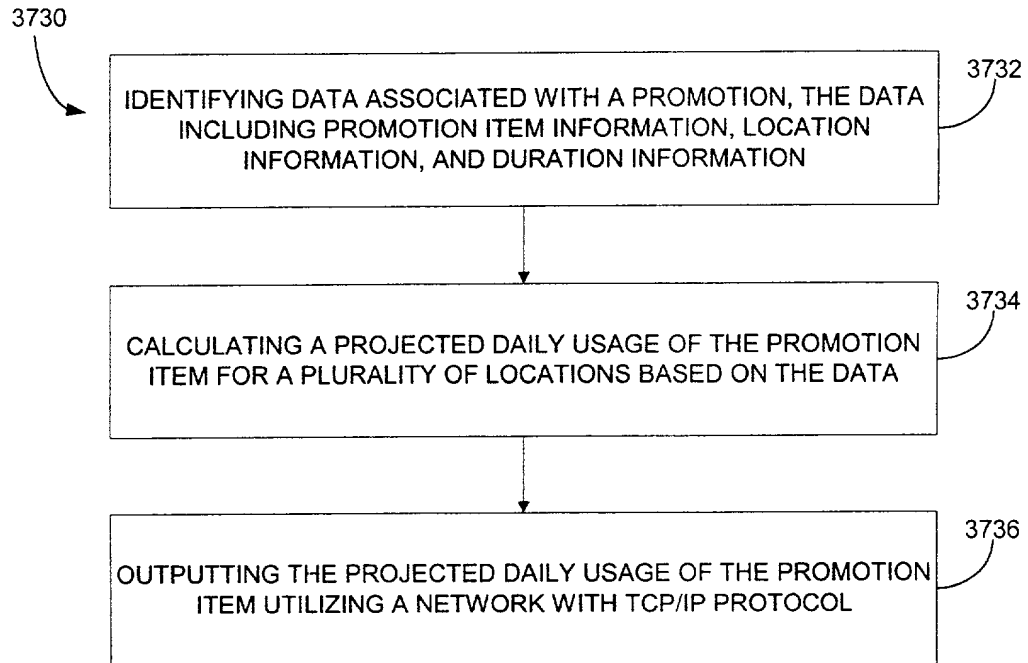 3730
3732
IDENTIFYING DATA ASSOCIATED WITH A PROMOTION, THE DATA
INCLUDING PROMOTION ITEM INFORMATION, LOCATION
INFORMATION, AND DURATION INFORMATION
3734
CALCULATING A PROJECTED DAILY USAGE OF THE PROMOTION
ITEM FOR A PLURALITY OF LOCATIONS BASED ON THE DATA
3736
OUTPUTTING THE PROJECTED DAILY USAGE OF THE PROMOTION
ITEM UTILIZING A NETWORK WITH TCP/IP PROTOCOL